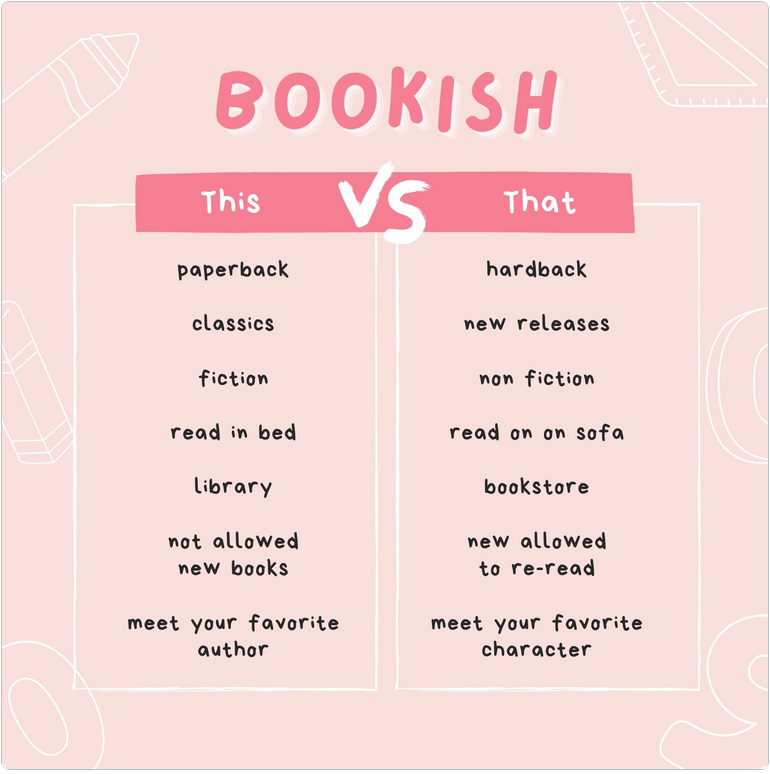 BOOKISH
This VS That
paperback hardback
classics new releases
fiction non fiction
read in bed read on on sofa
library bookstore
not allowed new allowed
new books to re-read
meet your favorite meet your favorite
author character